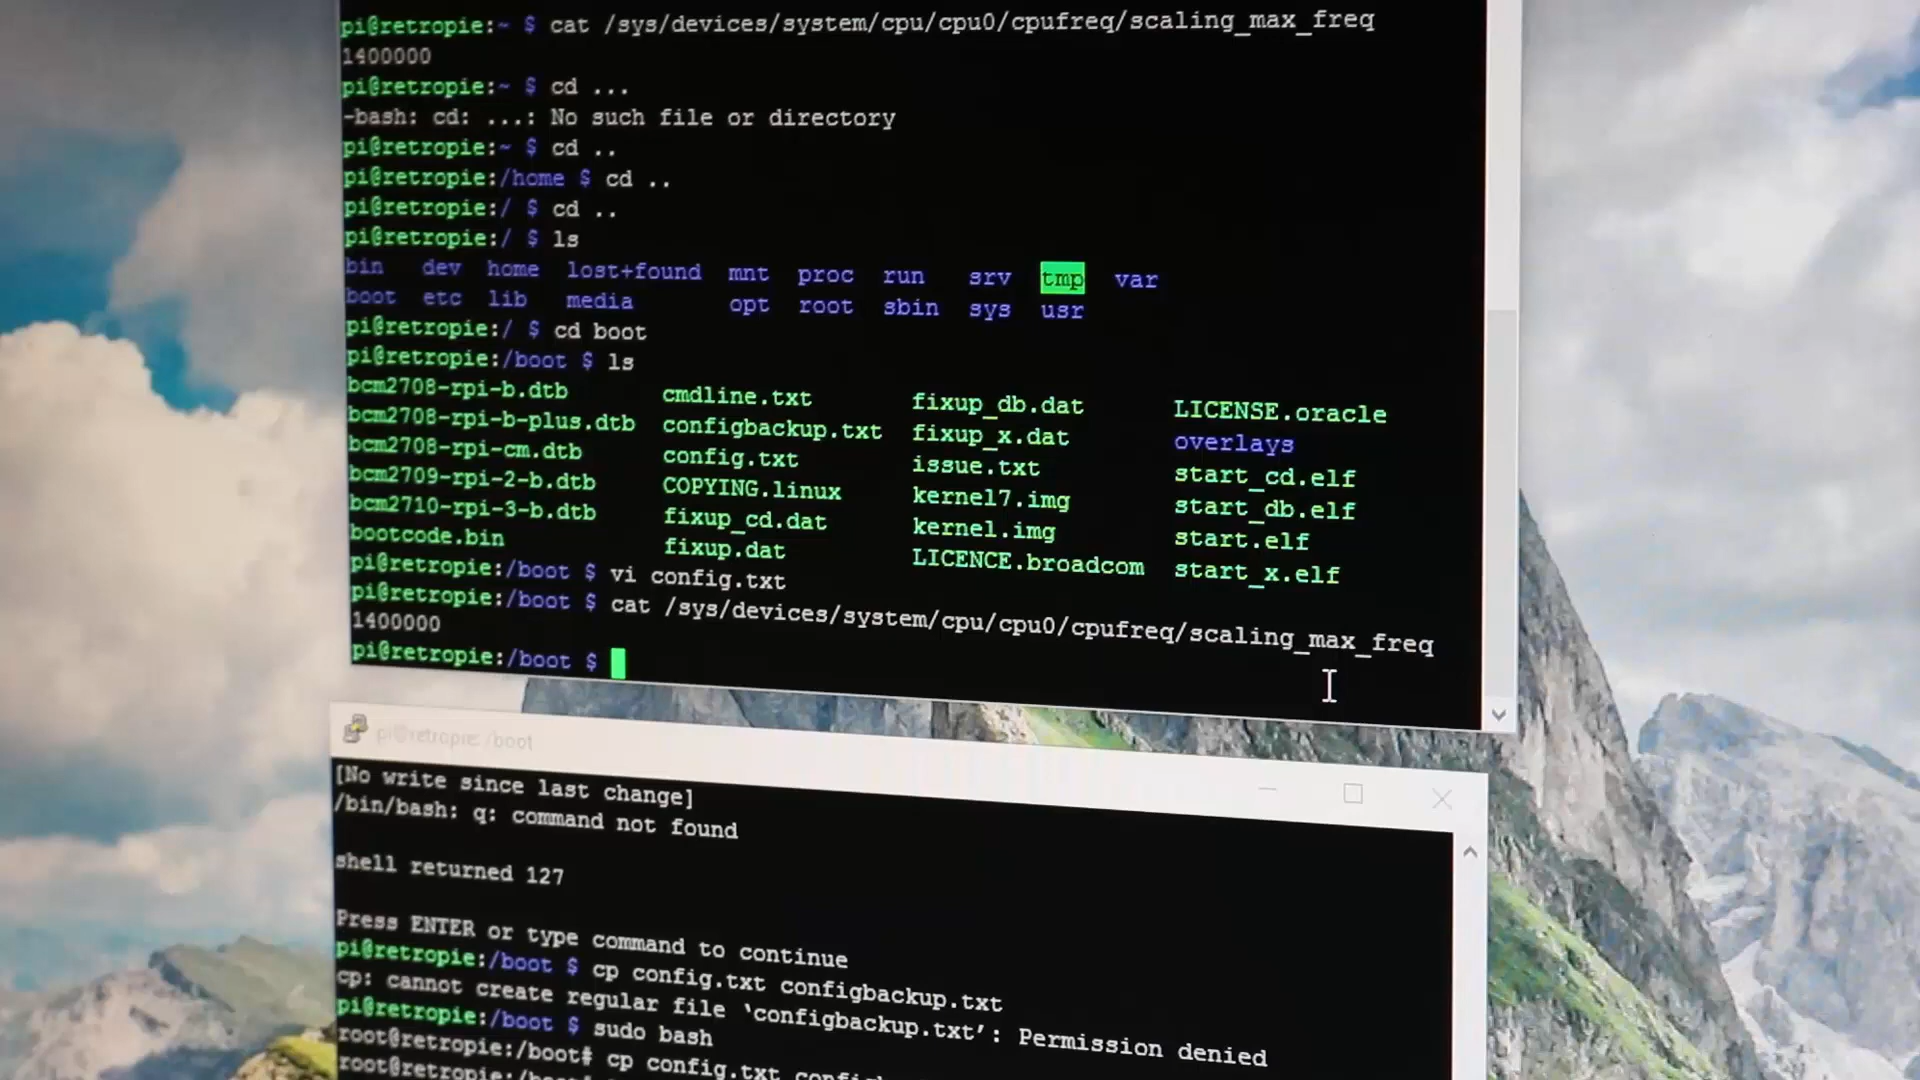 pi@retropie:~ $ cat /sys/devices/system/cpu/cpu0/cpufreq/scaling_max_freq
1400000
pi@retropie:~ $ cd ...
-bash: cd: ...: No such file or directory
pi@retropie:~ $ cd ..
pi@retropie:/home $ cd ..
pi@retropie:/ $ cd ..
pi@retropie:/ $ ls
bin dev home lost+found mnt proc run srv tmp var
boot etc lib media opt root sbin sys usr
pi@retropie:/ $ cd boot
pi@retropie:/boot $ ls
bcm2708-rpi-b.dtb cmdline.txt fixup_db.dat LICENSE.oracle
bcm2708-rpi-b-plus.dtb configbackup.txt fixup_x.dat overlays
bcm2708-rpi-cm.dtb config.txt issue.txt start_cd.elf
bcm2709-rpi-2-b.dtb COPYING.linux kernel7.img start_db.elf
bcm2710-rpi-3-b.dtb fixup_cd.dat kernel.img start.elf
bootcode.bin fixup.dat LICENCE.broadcom start_x.elf
pi@retropie:/boot $ vi config.txt
pi@retropie:/boot $ cat /sys/devices/system/cpu/cpu0/cpufreq/scaling_max_freq
1400000
pi@retropie:/boot $
pi@retropie: /boot
[No write since last change]
/bin/bash: q: command not found
shell returned 127
Press ENTER or type command to continue
pi@retropie:/boot $ cp config.txt configbackup.txt
cp: cannot create regular file ‘configbackup.txt’: Permission denied
pi@retropie:/boot $ sudo bash
root@retropie:/boot# cp config.txt
root@retropie: